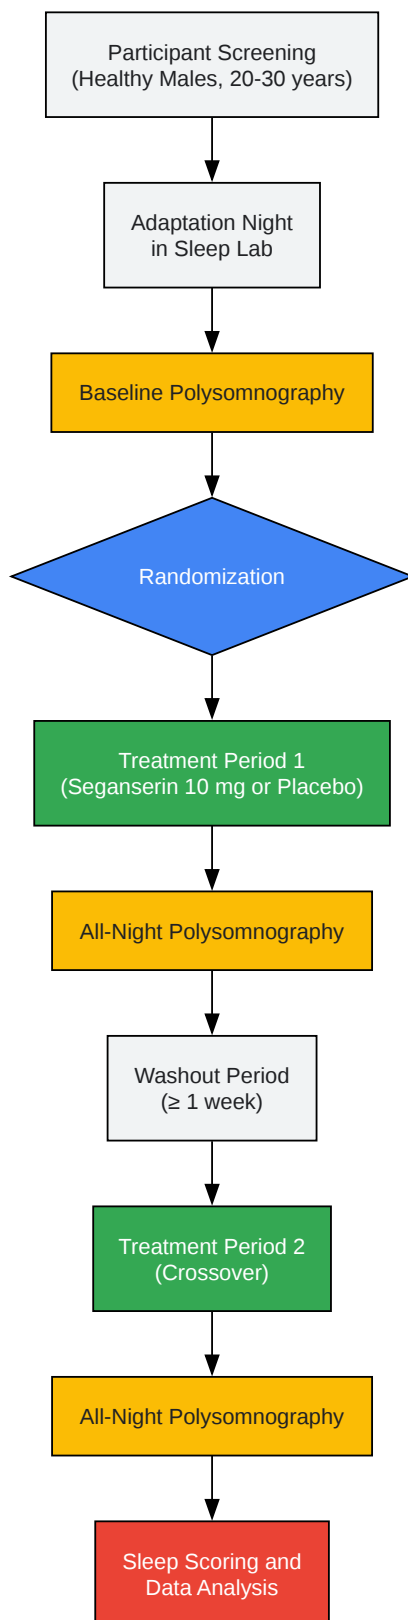 Participant Screening
(Healthy Males, 20-30 years)
Adaptation Night
in Sleep Lab
Baseline Polysomnography
Randomization
Treatment Period 1
(Seganserin 10 mg or Placebo)
All-Night Polysomnography
Washout Period
(≥ 1 week)
Treatment Period 2
(Crossover)
All-Night Polysomnography
Sleep Scoring and
Data Analysis